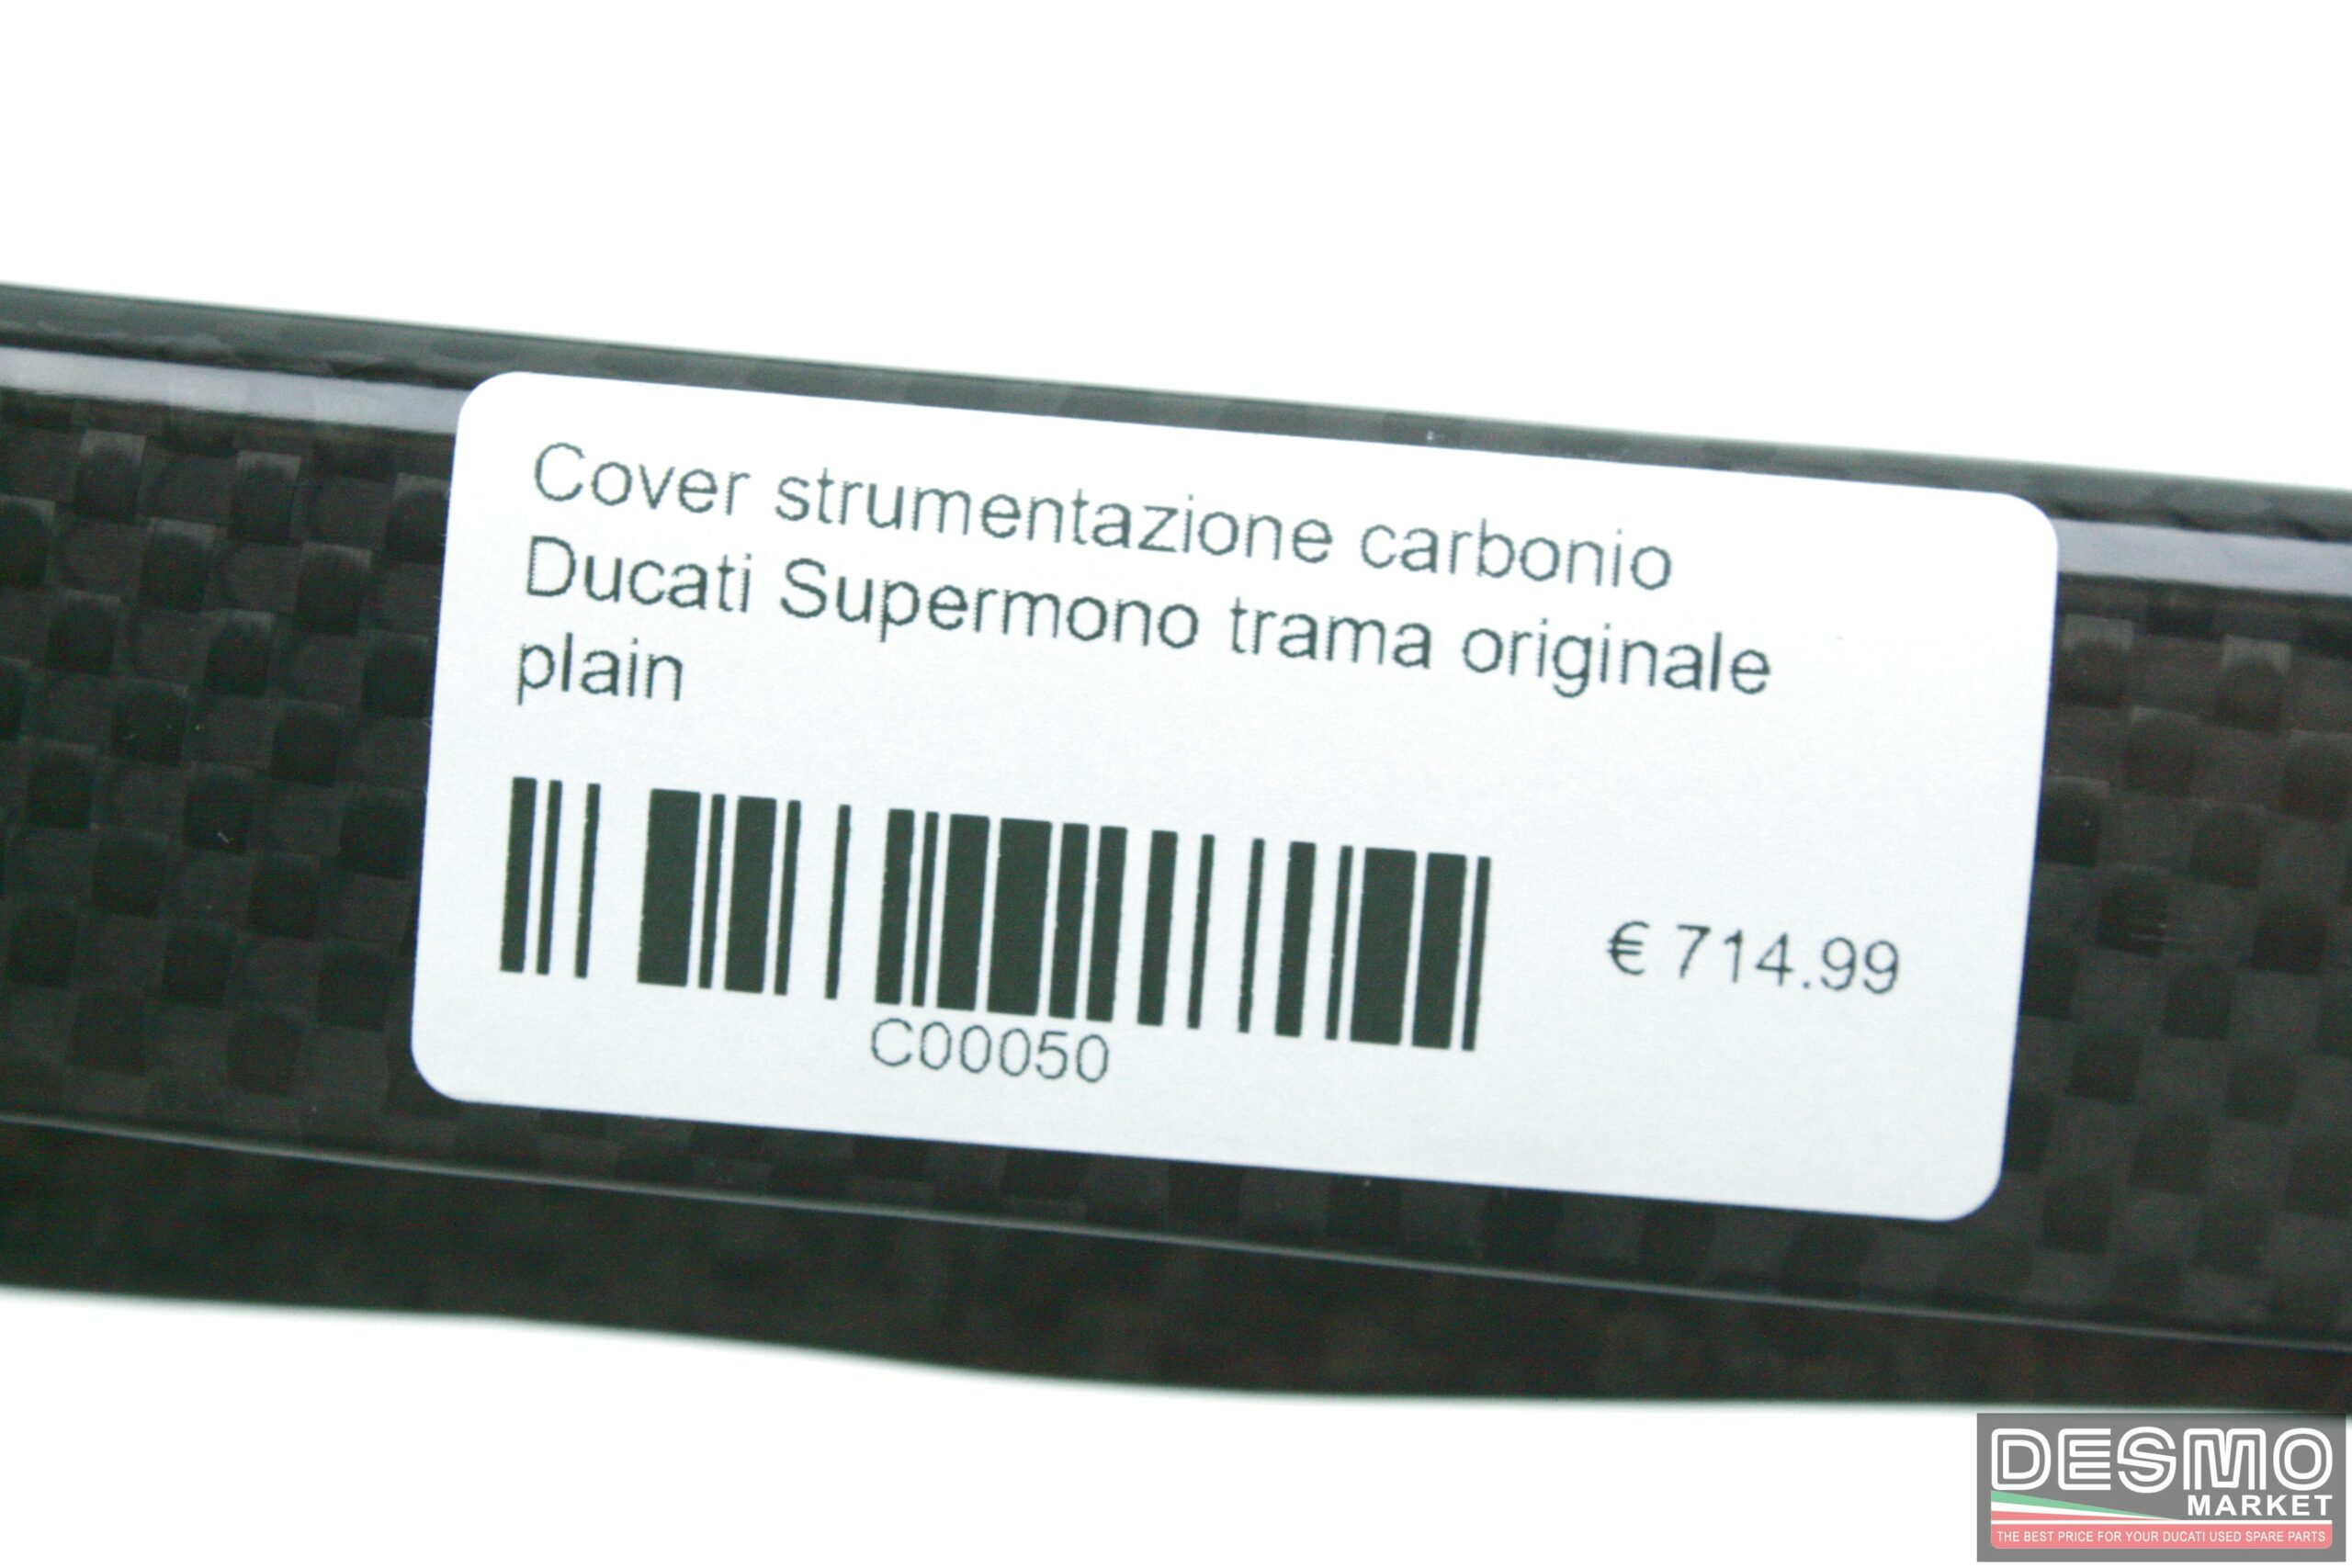 Cover strumentazione carbonio
Ducati Supermono trama originale
plain
€ 714.99
C00050
DESMO
MARKET
THE BEST PRICE FOR YOUR DUCATI USED SPARE PARTS